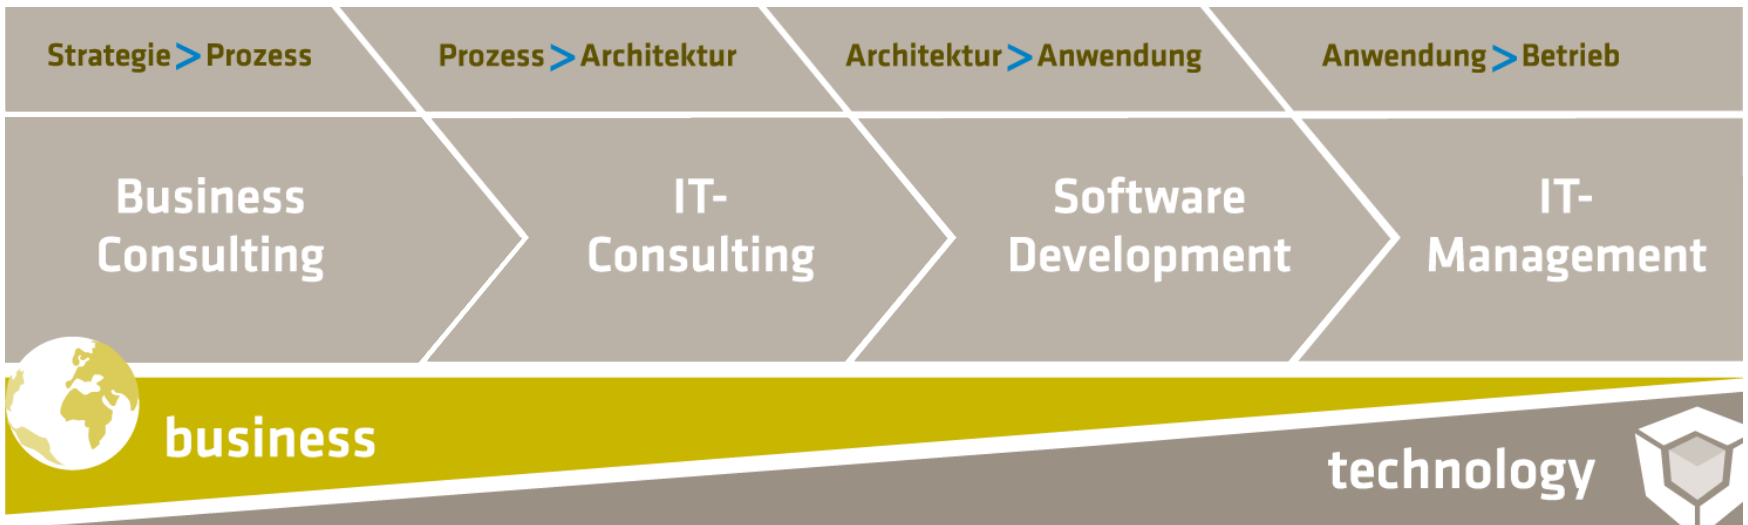 Strategie > Prozess
Prozess > Architektur
Architektur > Anwendung
Anwendung > Betrieb
Business
Consulting
IT-
Consulting
Software
Development
IT-
Management
business
technology